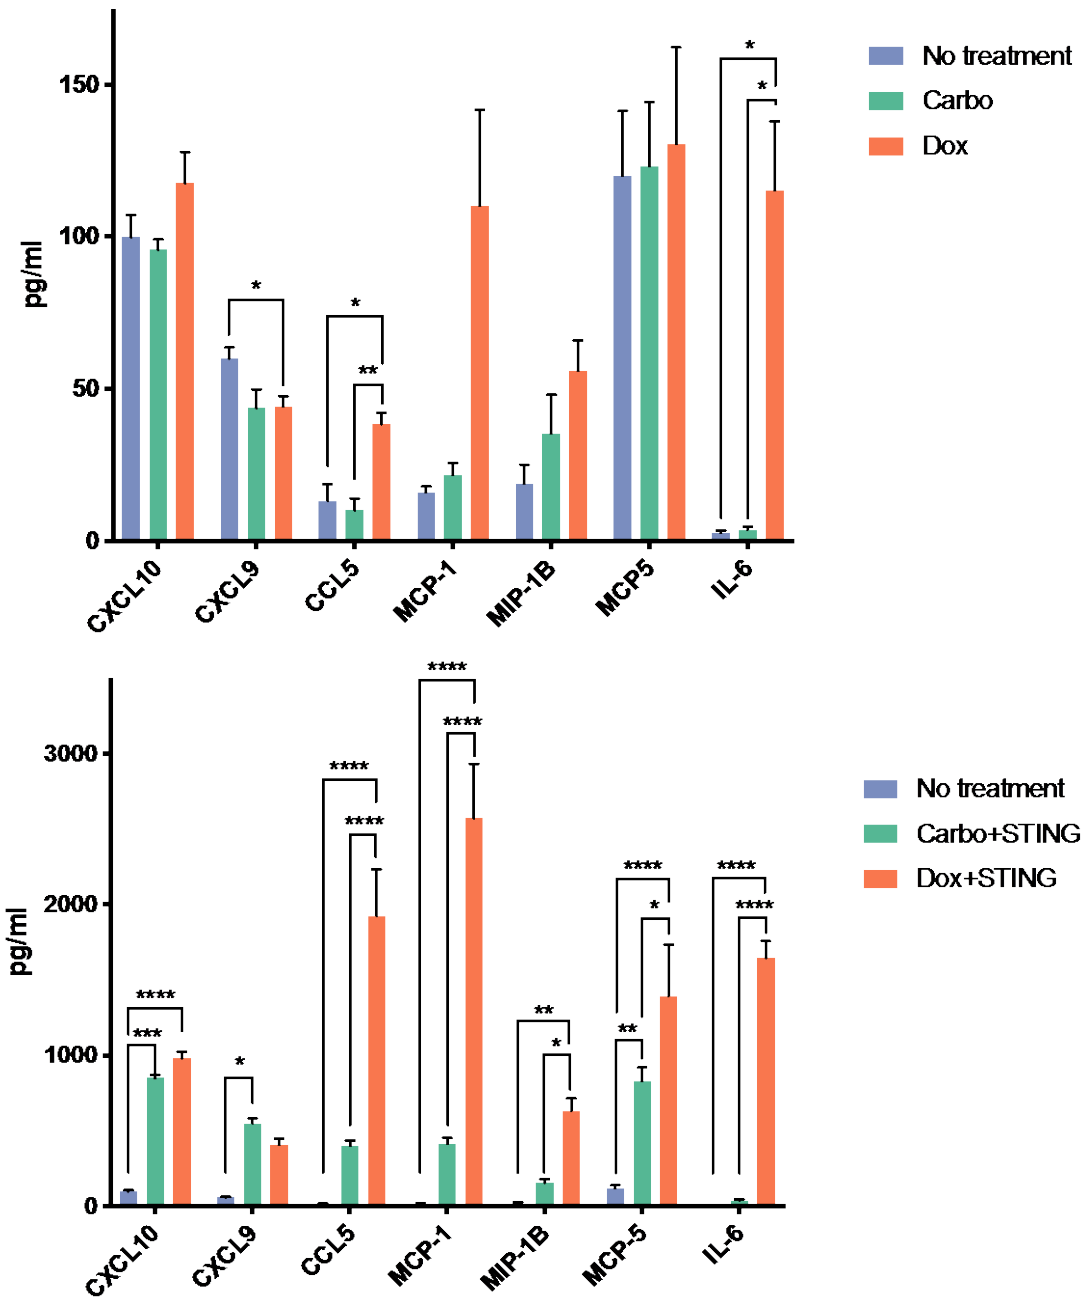 No treatment
Carbo
Dox
pg/ml
150
100
50
0
*
*
**
*
*
*
CXCL10
CXCL9
CCL5
MCP-1
MIP-1B
MCP5
IL-6
No treatment
Carbo+STING
Dox+STING
pg/ml
3000
2000
1000
0
****
***
*
****
****
****
****
**
*
****
*
**
****
****
CXCL10
CXCL9
CCL5
MCP-1
MIP-1B
MCP-5
IL-6